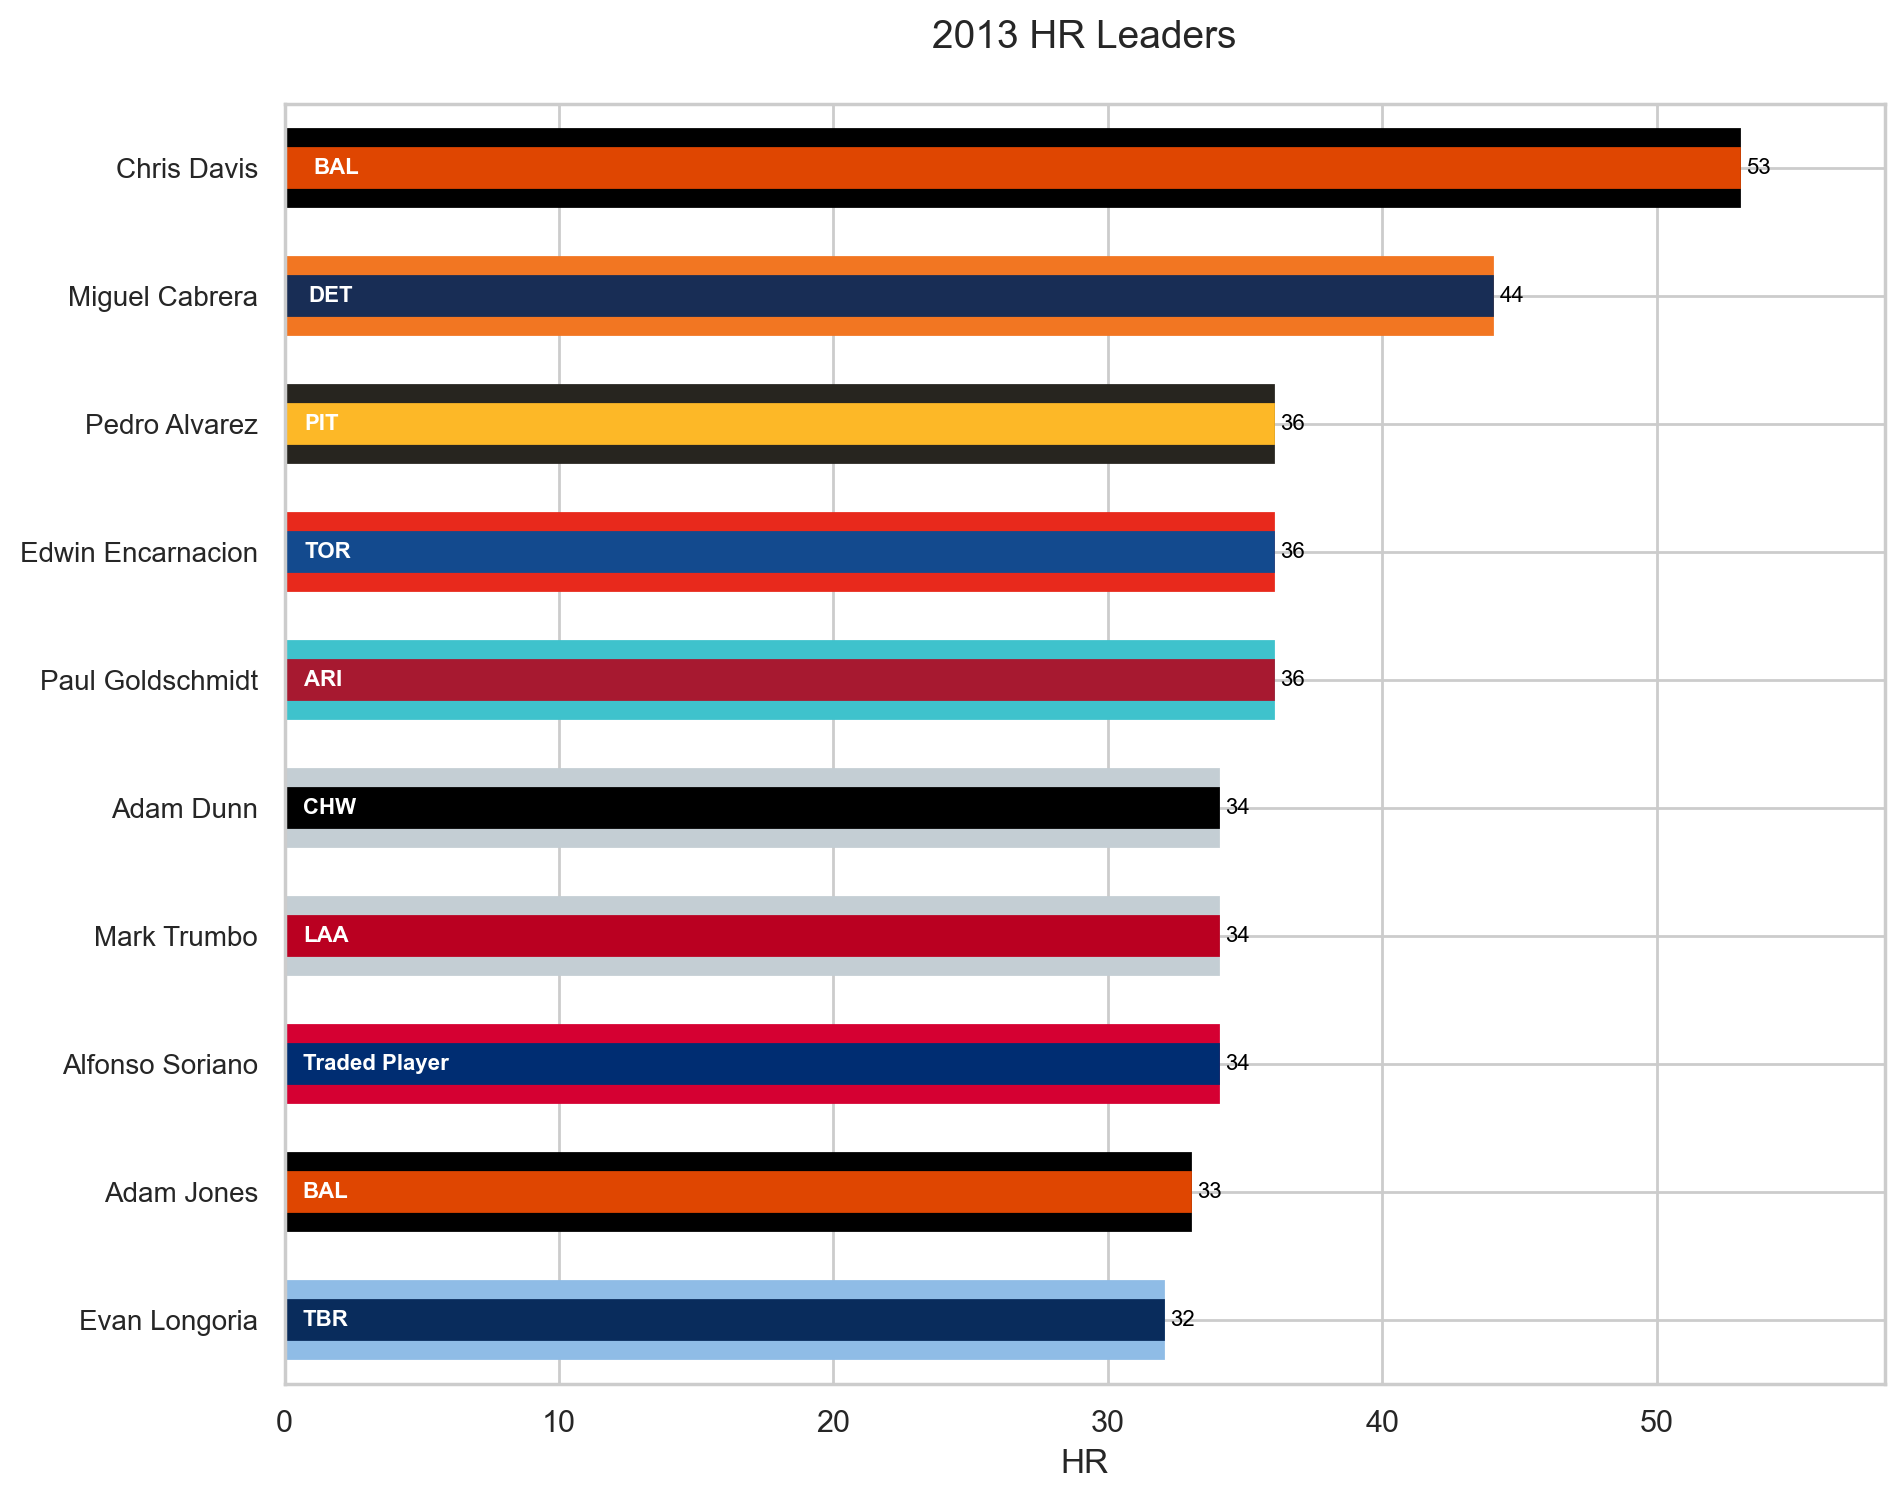 2013 HR Leaders
Chris Davis BAL 53
Miguel Cabrera DET 44
Pedro Alvarez PIT 36
Edwin Encarnacion TOR 36
Paul Goldschmidt ARI 36
Adam Dunn CHW 34
Mark Trumbo LAA 34
Alfonso Soriano Traded Player 34
Adam Jones BAL 33
Evan Longoria TBR 32
0 10 20 30 40 50
HR